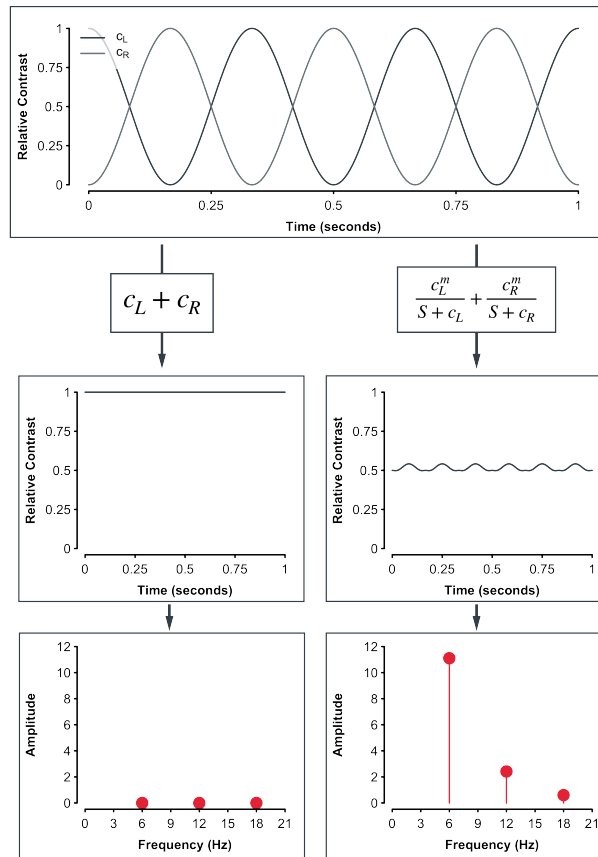 1
0.75
0.5
0.25
0
Relative Contrast
c_L
c_R
0 0.25 0.5 0.75 1
Time (seconds)
c_L + c_R
c_L^m / (S + c_L) + c_R^m / (S + c_R)
1
0.75
0.5
0.25
0
Relative Contrast
0 0.25 0.5 0.75 1
Time (seconds)
1
0.75
0.5
0.25
0
Relative Contrast
0 0.25 0.5 0.75 1
Time (seconds)
12
10
8
6
4
2
0
Amplitude
0 3 6 9 12 15 18 21
Frequency (Hz)
12
10
8
6
4
2
0
Amplitude
0 3 6 9 12 15 18 21
Frequency (Hz)